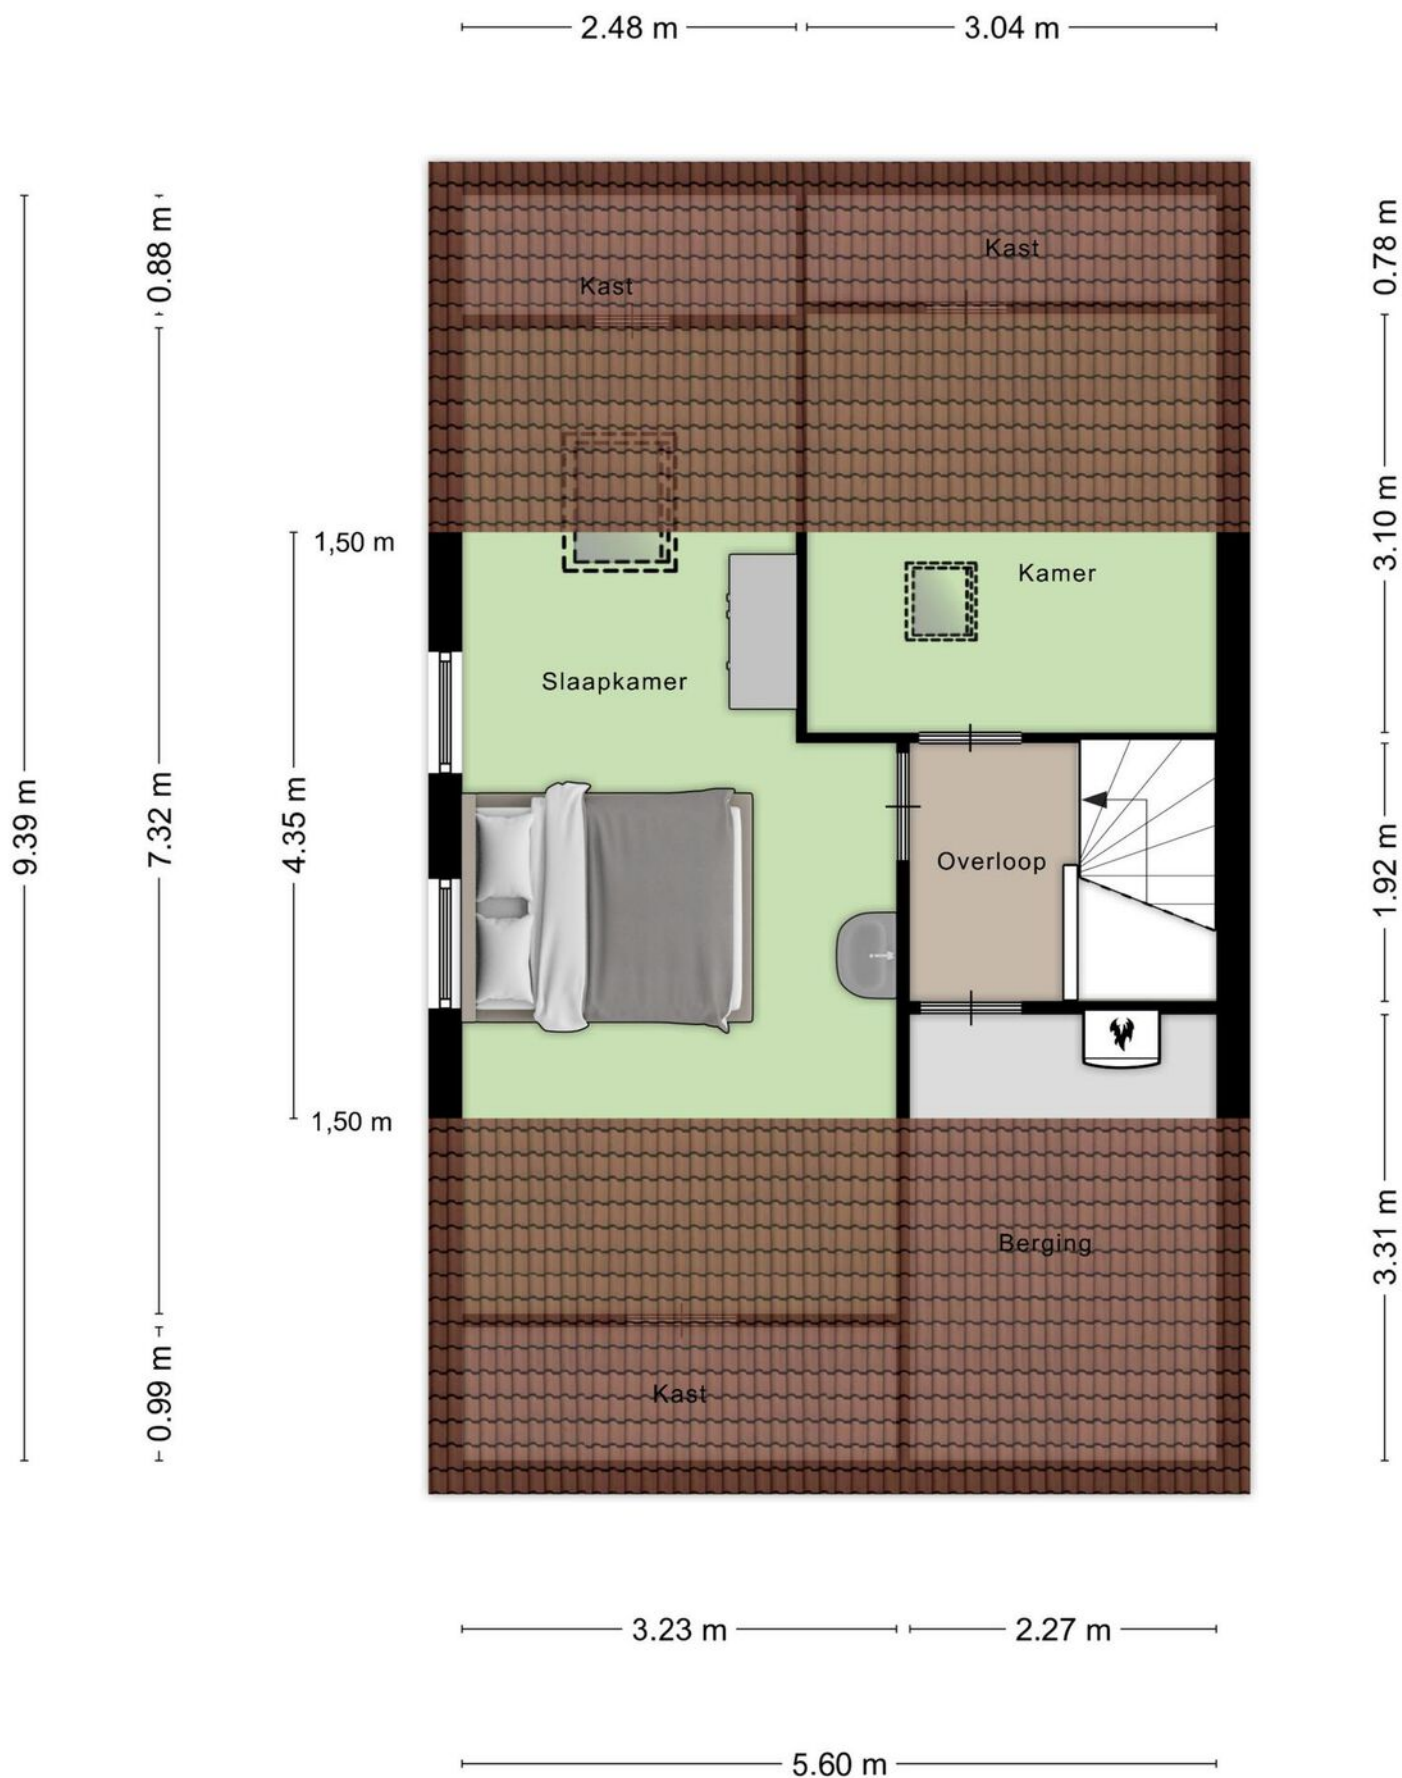 2.48 m
3.04 m
0.88 m
0.78 m
Kast
Kast
1,50 m
3.10 m
Kamer
Slaapkamer
9.39 m
7.32 m
4.35 m
Overloop
1.92 m
1,50 m
Berging
3.31 m
0.99 m
Kast
3.23 m
2.27 m
5.60 m